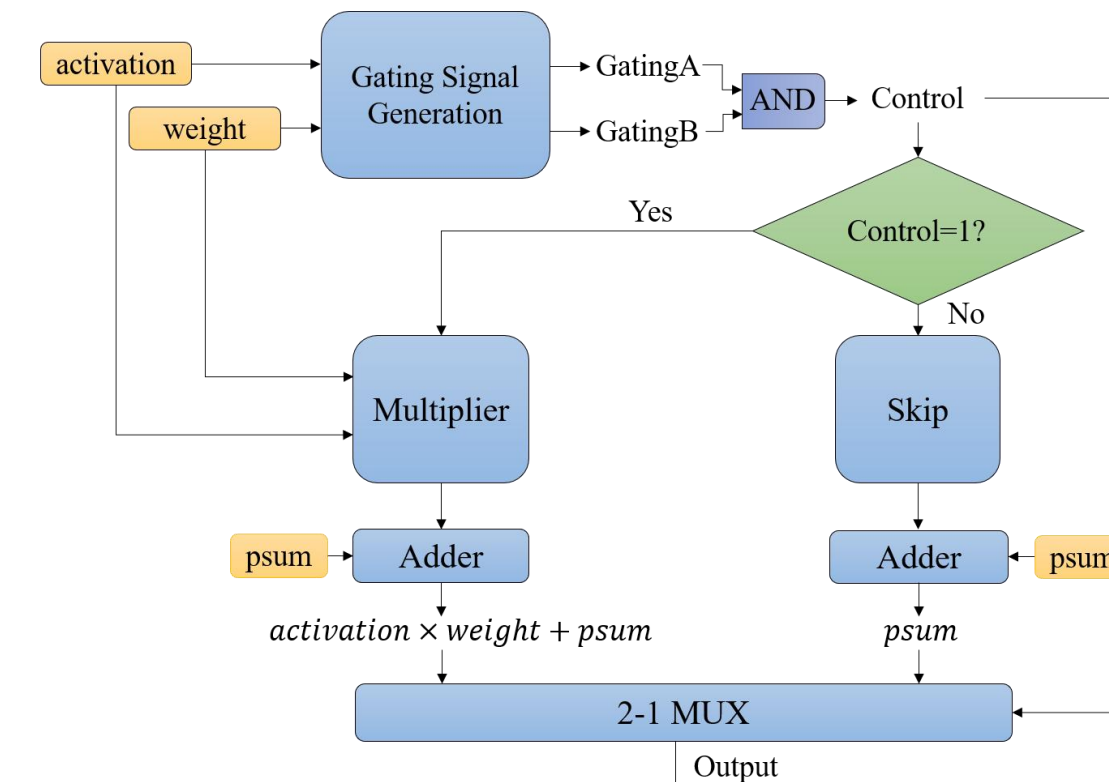 activation
weight
Gating Signal
Generation
GatingA
GatingB
AND
Control
Control=1?
Yes
No
Multiplier
Skip
psum
Adder
Adder
psum
activation × weight + psum
psum
2-1 MUX
Output